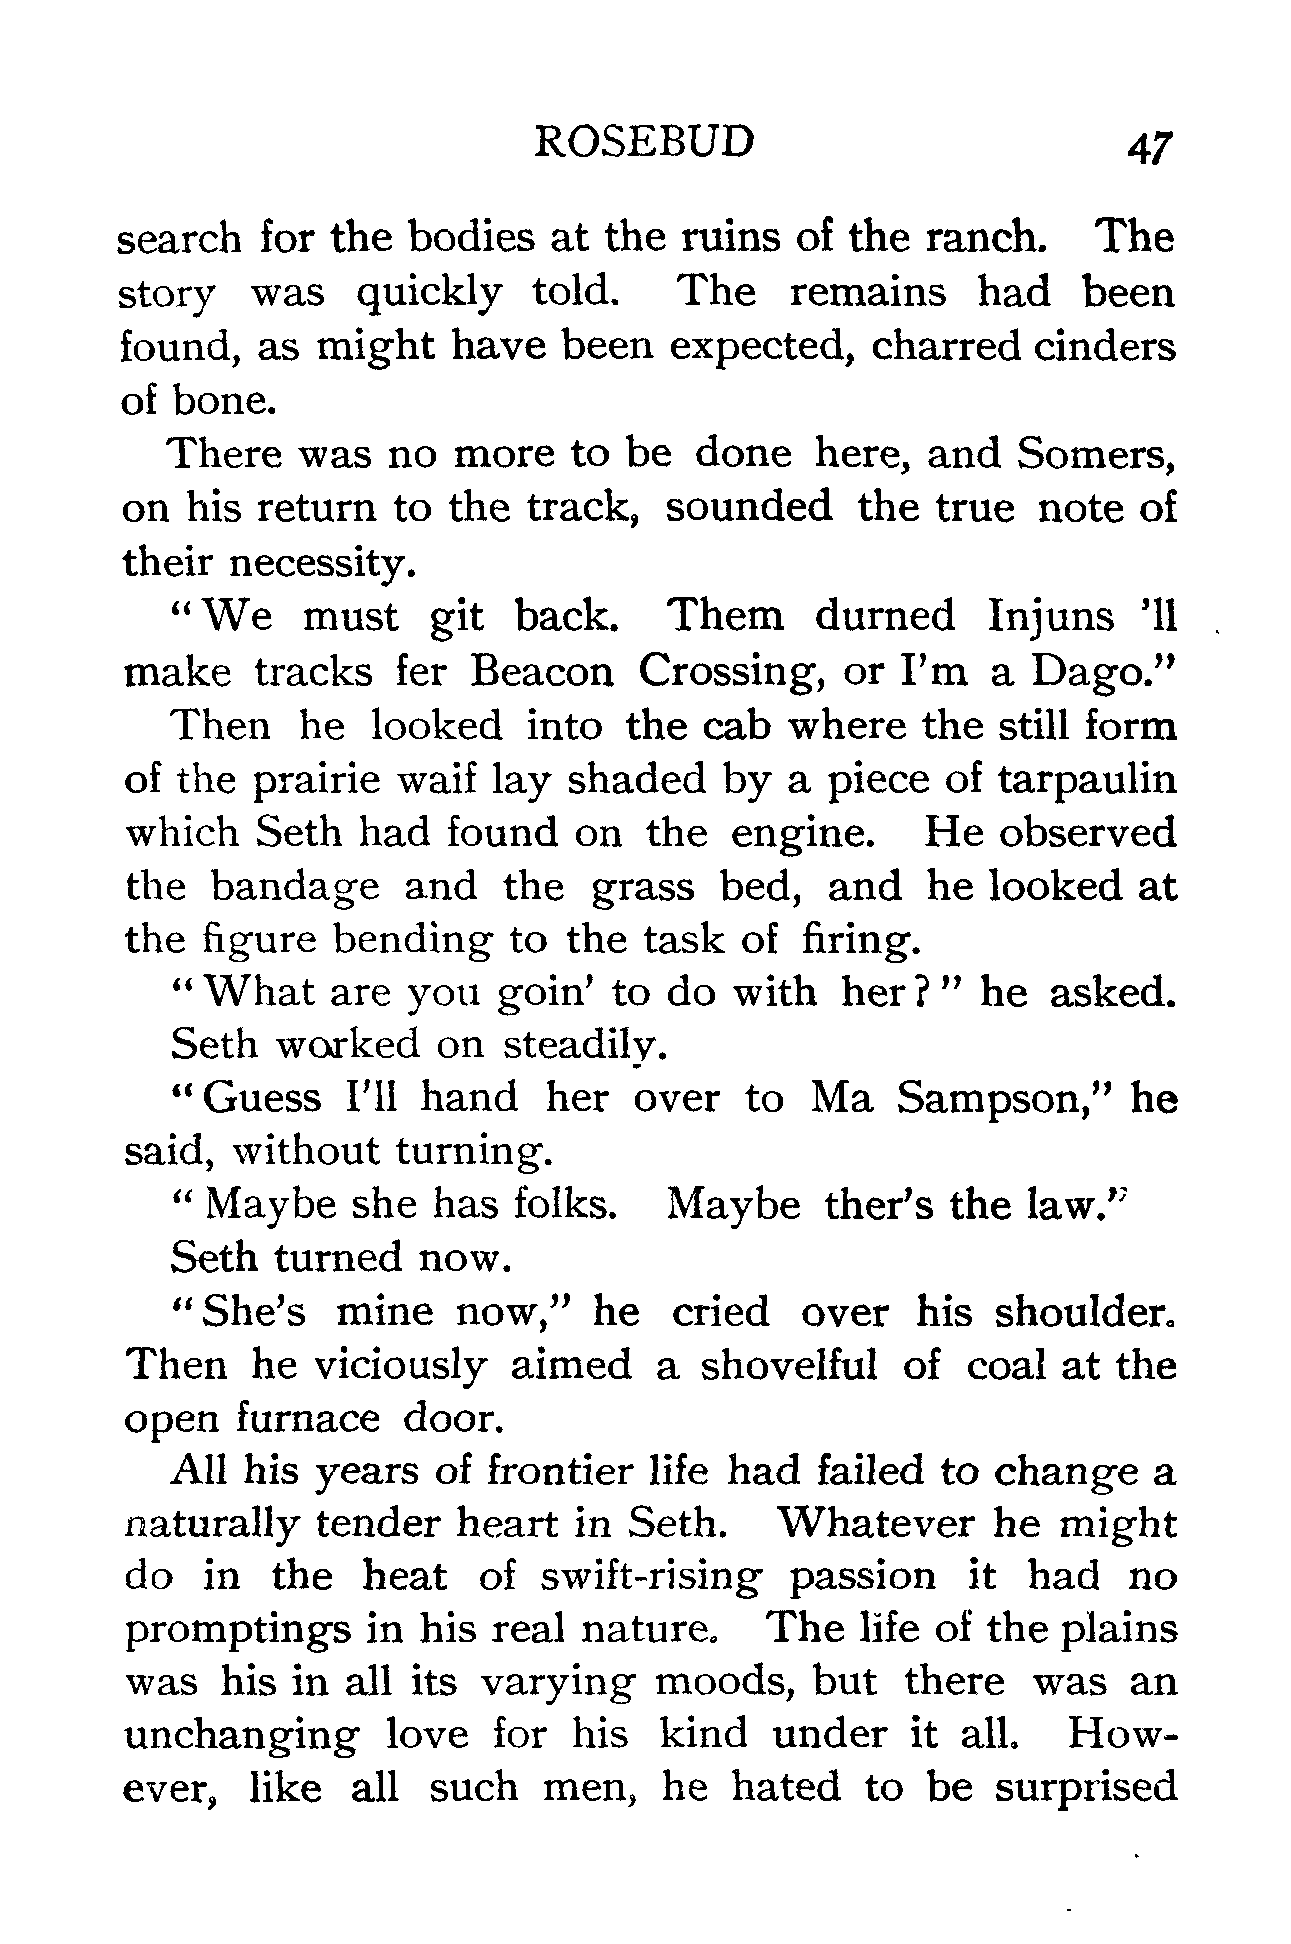 ROSEBUD 47
search for the bodies at the ruins of the ranch. The
story was quickly told. The remains had been
found, as might have been expected, charred cinders
of bone.
There was no more to be done here, and Somers,
on his return to the track, sounded the true note of
their necessity.
“ We must git back. Them durned Injuns ’ll
make tracks fer Beacon Crossing, or I’m a Dago.”
Then he looked into the cab where the still form
of the prairie waif lay shaded by a piece of tarpaulin
which Seth had found on the engine. He observed
the bandage and the grass bed, and he looked at
the figure bending to the task of firing.
“ What are you goin’ to do with her ? ” he asked.
Seth worked on steadily.
“ Guess I’ll hand her over to Ma Sampson,” he
said, without turning.
“ Maybe she has folks. Maybe ther’s the law.”
Seth turned now.
“ She’s mine now,” he cried over his shoulder.
Then he viciously aimed a shovelful of coal at the
open furnace door.
All his years of frontier life had failed to change a
naturally tender heart in Seth. Whatever he might
do in the heat of swift-rising passion it had no
promptings in his real nature. The life of the plains
was his in all its varying moods, but there was an
unchanging love for his kind under it all. How-
ever, like all such men, he hated to be surprised